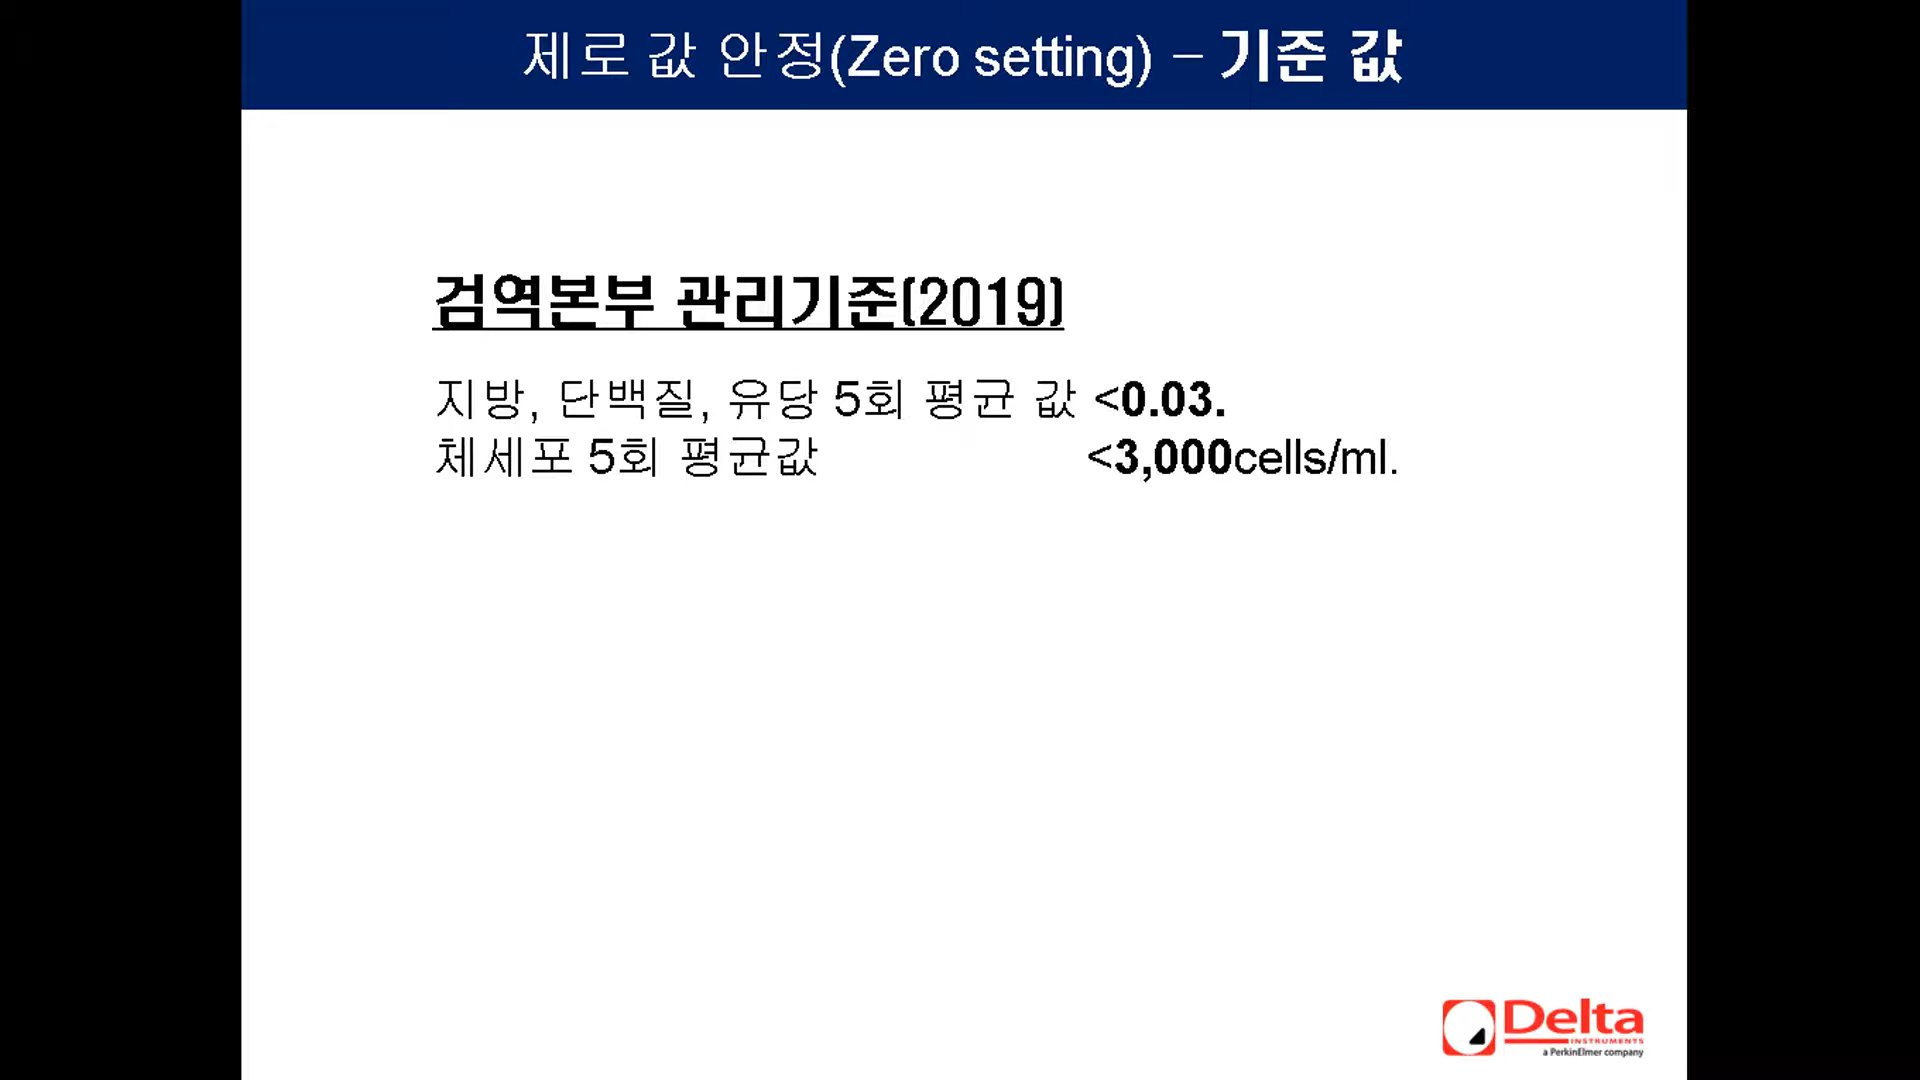 제로 값 안정(Zero setting) – 기준 값
검역본부 관리기준(2019)
지방, 단백질, 유당 5회 평균 값 <0.03.
체세포 5회 평균값 <3,000cells/ml.
Delta
INSTRUMENTS
a PerkinElmer company